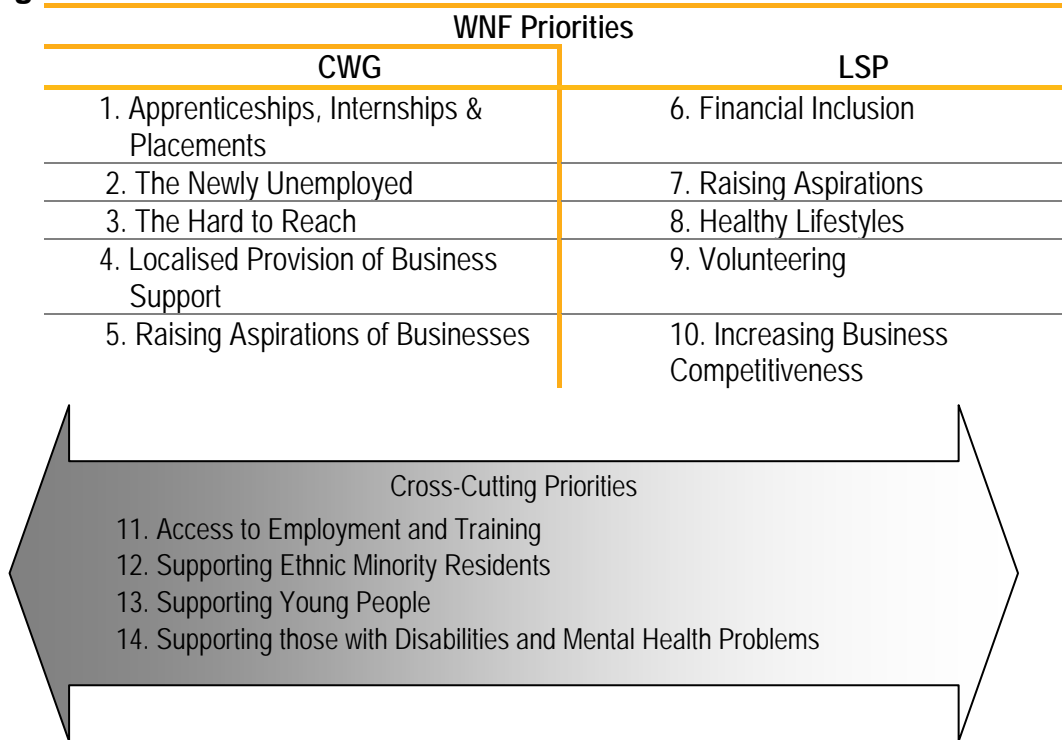 WNF Priorities
CWG
LSP
1. Apprenticeships, Internships &
Placements
6. Financial Inclusion
2. The Newly Unemployed
7. Raising Aspirations
3. The Hard to Reach
8. Healthy Lifestyles
4. Localised Provision of Business
Support
9. Volunteering
5. Raising Aspirations of Businesses
10. Increasing Business
Competitiveness
Cross-Cutting Priorities
11. Access to Employment and Training
12. Supporting Ethnic Minority Residents
13. Supporting Young People
14. Supporting those with Disabilities and Mental Health Problems